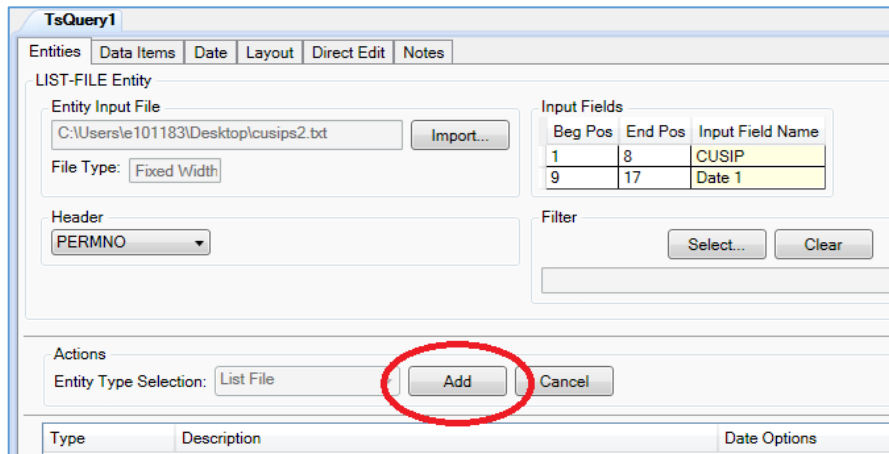 TsQuery1
Entities Data Items Date Layout Direct Edit Notes
LIST-FILE Entity
Entity Input File
C:\Users\e101183\Desktop\cusips2.txt Import...
File Type: Fixed Width
Input Fields
Beg Pos End Pos Input Field Name
1 8 CUSIP
9 17 Date 1
Header
PERMNO
Filter
Select... Clear
Actions
Entity Type Selection: List File Add Cancel
Type Description Date Options